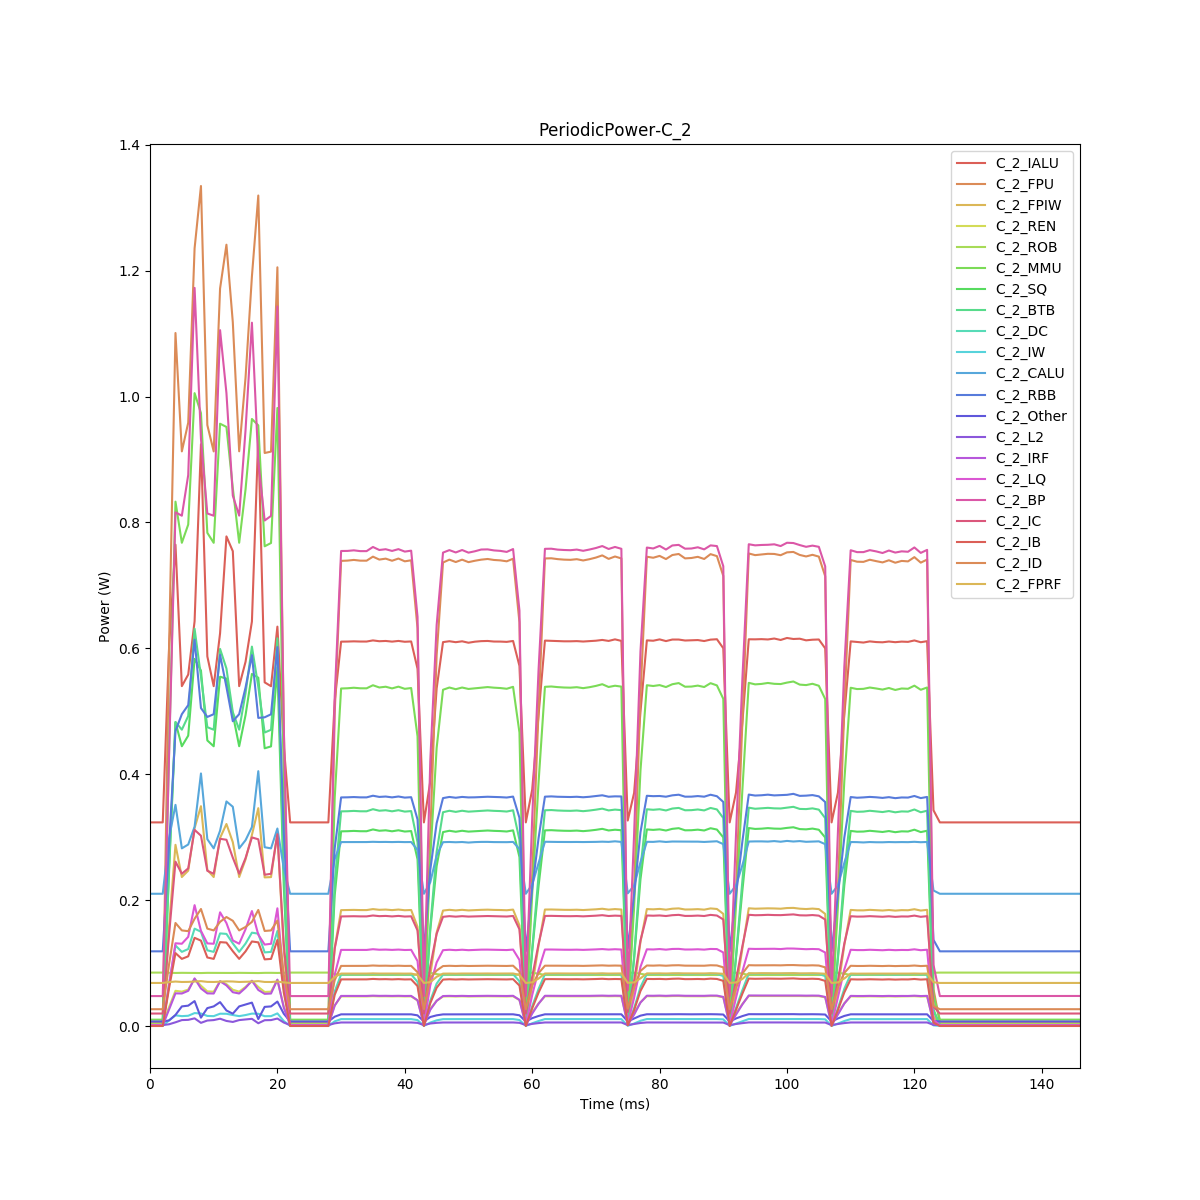 PeriodicPower-C_2
Power (W)
1.4
1.2
1.0
0.8
0.6
0.4
0.2
0.0
0
20
40
60
80
100
120
140
Time (ms)
C_2_IALU
C_2_FPU
C_2_FPIW
C_2_REN
C_2_ROB
C_2_MMU
C_2_SQ
C_2_BTB
C_2_DC
C_2_IW
C_2_CALU
C_2_RBB
C_2_Other
C_2_L2
C_2_IRF
C_2_LQ
C_2_BP
C_2_IC
C_2_IB
C_2_ID
C_2_FPRF